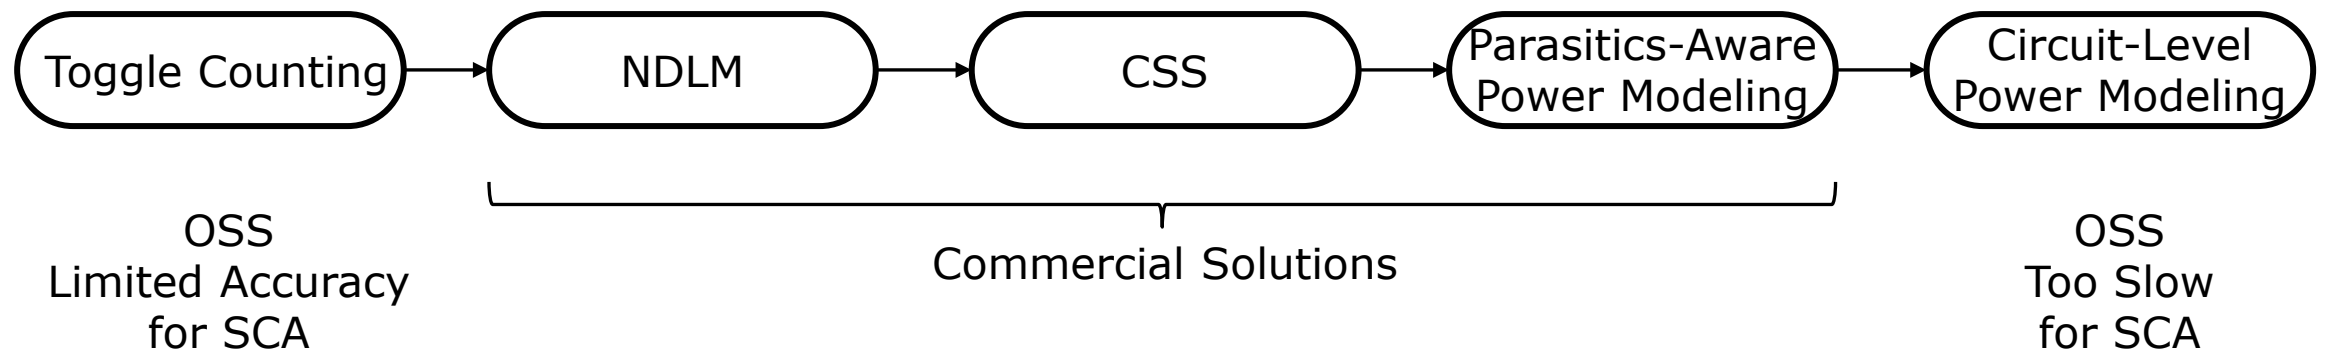 Toggle Counting
NDLM
CSS
Parasitics-Aware
Power Modeling
Circuit-Level
Power Modeling
OSS
Limited Accuracy
for SCA
Commercial Solutions
OSS
Too Slow
for SCA